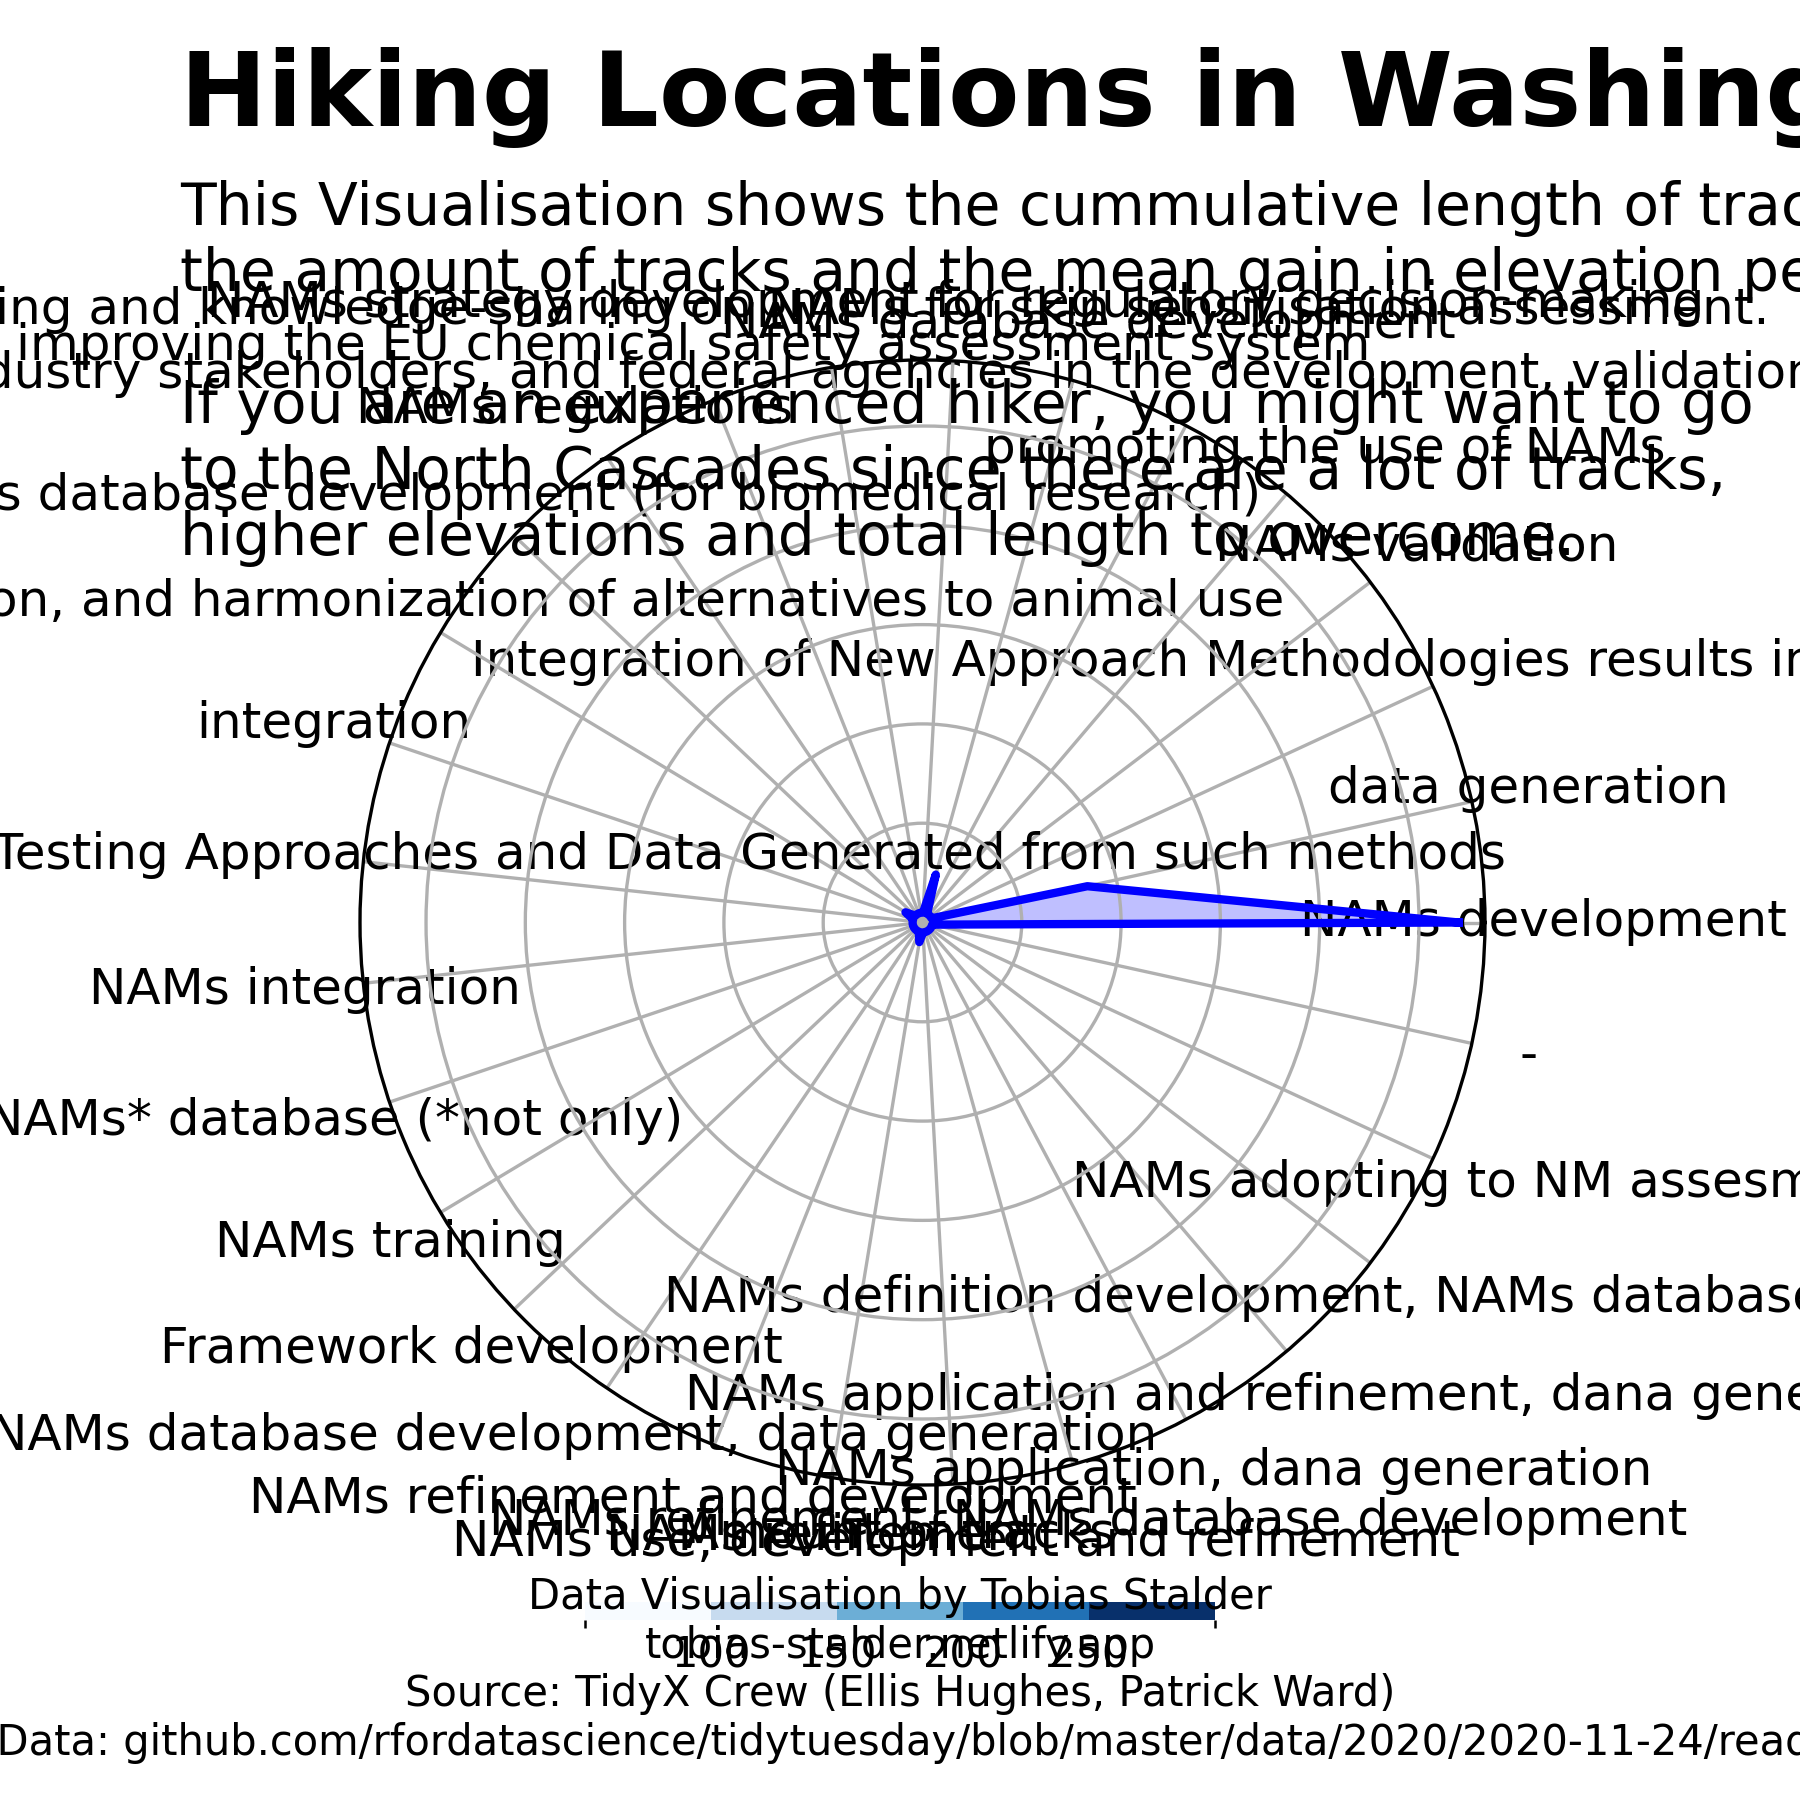 Hiking Locations in Washing
This Visualisation shows the cummulative length of trac
the amount of tracks and the mean gain in elevation pe
NAMs strategy development for regulatory decision-making
ing and knowledge-sharing on NAMs for skin sensitisation assessment.
NAMs database development
improving the EU chemical safety assessment system
dustry stakeholders, and federal agencies in the development, validation
If you are an experienced hiker, you might want to go
NAMs regulations
promoting the use of NAMs
to the North Cascades since there are a lot of tracks,
s database development (for biomedical research)
higher elevations and total length to overcome.
NAMs validation
on, and harmonization of alternatives to animal use
Integration of New Approach Methodologies results in
integration
data generation
Testing Approaches and Data Generated from such methods
NAMs development
NAMs integration
-
NAMs* database (*not only)
NAMs adopting to NM assesm
NAMs training
NAMs definition development, NAMs database
Framework development
NAMs application and refinement, dana gene
NAMs database development, data generation
NAMs application, dana generation
NAMs refinement and development
NAMs refinement, NAMs database development
NAMs refinement
Amount of Tracks
NAMs use, development and refinement
Data Visualisation by Tobias Stalder
tobias-stalder.netlify.app
100 150 200 250
Source: TidyX Crew (Ellis Hughes, Patrick Ward)
Data: github.com/rfordatascience/tidytuesday/blob/master/data/2020/2020-11-24/read